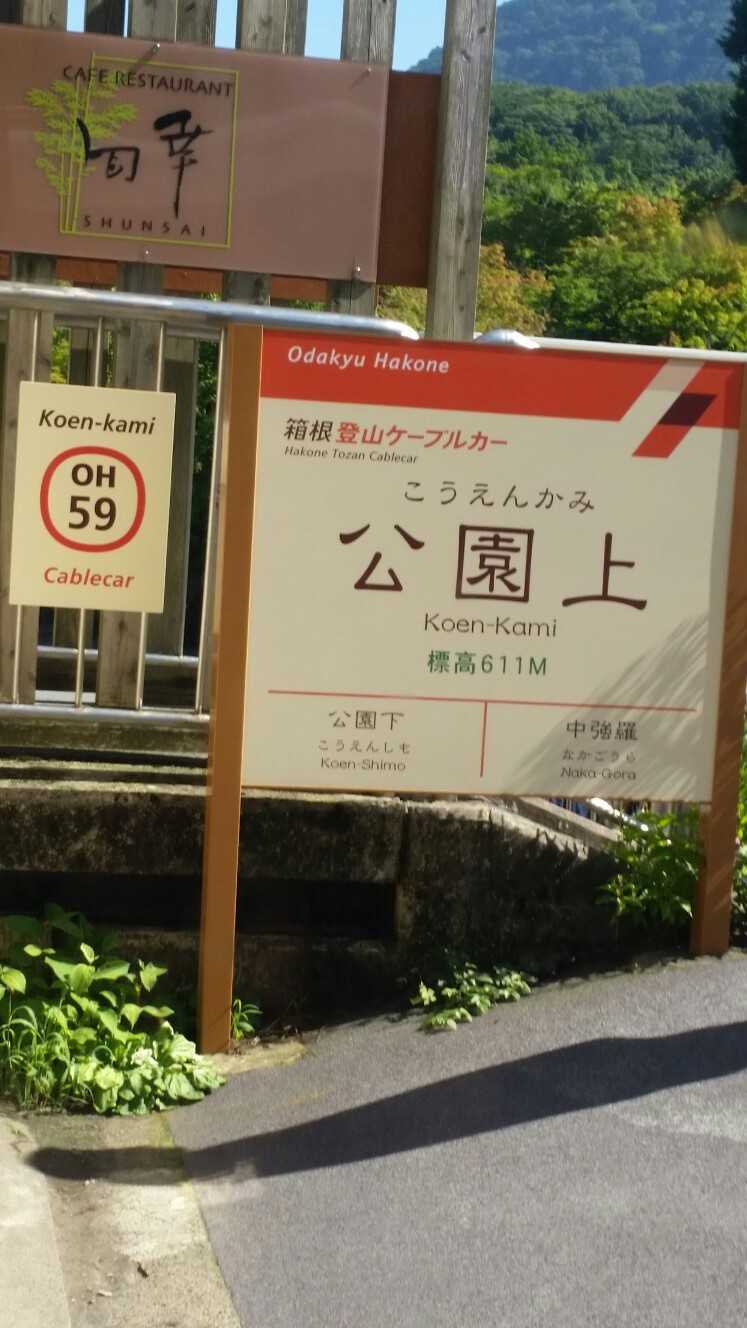 CAFE RESTAURANT
旬幸
SHUNSAI
Koen-kami
OH
59
Cablecar
Odakyu Hakone
箱根登山ケーブルカー
Hakone Tozan Cablecar
こうえんかみ
公園上
Koen-Kami
標高611M
公園下
こうえんしも
Koen-Shimo
中強羅
なかごうら
Naka-Gora